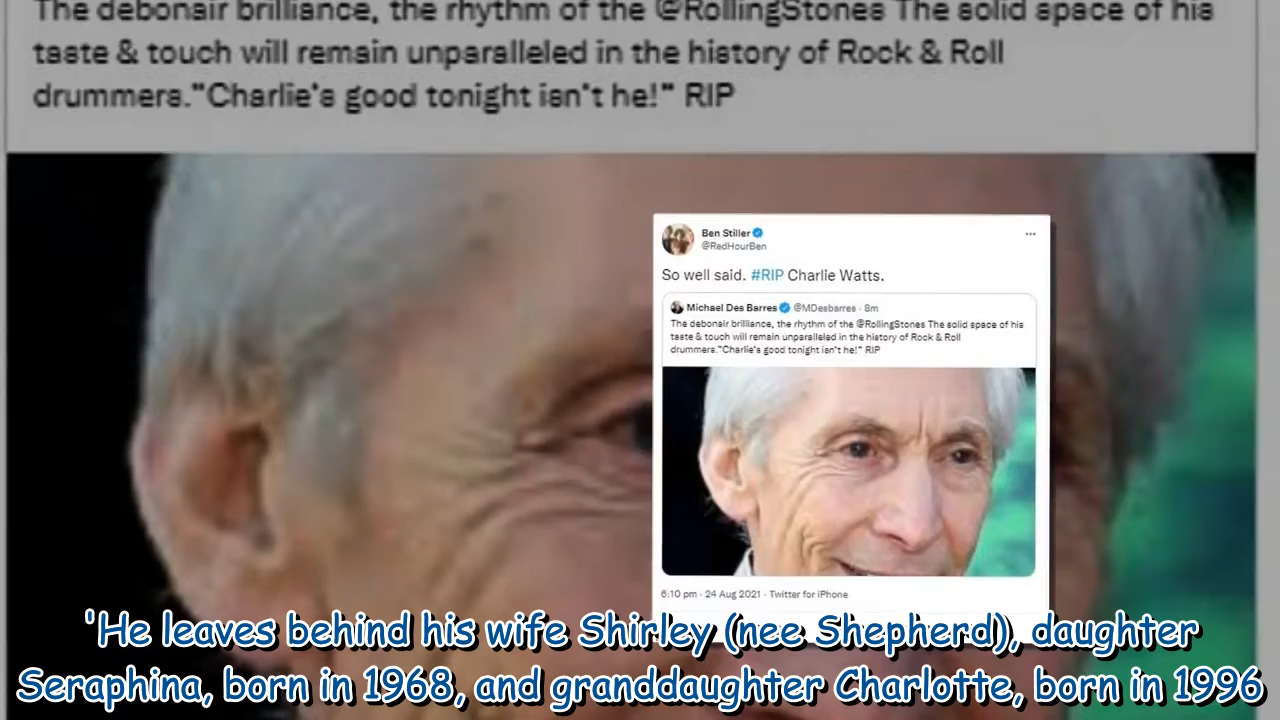 The debonair brilliance, the rhythm of the @RollingStones The solid space of his
taste & touch will remain unparalleled in the history of Rock & Roll
drummers."Charlie's good tonight isn't he!" RIP
Ben Stiller
@RedHourBen
...
So well said. #RIP Charlie Watts.
Michael Des Barres @MDesbarres · 8m
The debonair brilliance, the rhythm of the @RollingStones The solid space of his
taste & touch will remain unparalleled in the history of Rock & Roll
drummers."Charlie's good tonight isn't he!" RIP
6:10 pm · 24 Aug 2021 · Twitter for iPhone
'He leaves behind his wife Shirley (nee Shepherd), daughter
Seraphina, born in 1968, and granddaughter Charlotte, born in 1996